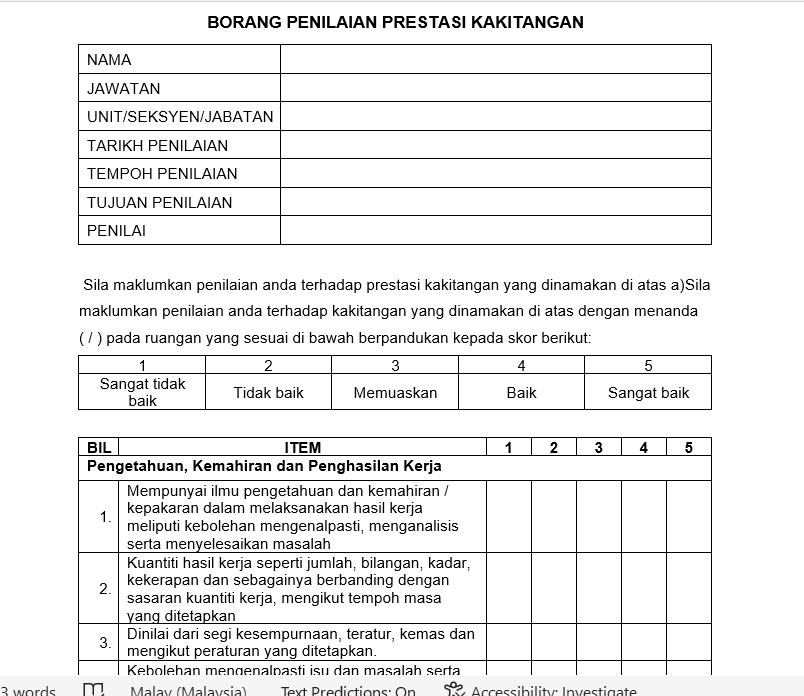 BORANG PENILAIAN PRESTASI KAKITANGAN
NAMA
JAWATAN
UNIT/SEKSYEN/JABATAN
TARIKH PENILAIAN
TEMPOH PENILAIAN
TUJUAN PENILAIAN
PENILAI
Sila maklumkan penilaian anda terhadap prestasi kakitangan yang dinamakan di atas a)Sila
maklumkan penilaian anda terhadap kakitangan yang dinamakan di atas dengan menanda
( / ) pada ruangan yang sesuai di bawah berpandukan kepada skor berikut:
1 2 3 4 5
Sangat tidak
baik
Tidak baik
Memuaskan
Baik
Sangat baik
BIL ITEM 1 2 3 4 5
Pengetahuan, Kemahiran dan Penghasilan Kerja
1.
Mempunyai ilmu pengetahuan dan kemahiran /
kepakaran dalam melaksanakan hasil kerja
meliputi kebolehan mengenalpasti, menganalisis
serta menyelesaikan masalah
2.
Kuantiti hasil kerja seperti jumlah, bilangan, kadar,
kekerapan dan sebagainya berbanding dengan
sasaran kuantiti kerja, mengikut tempoh masa
yang ditetapkan
3.
Dinilai dari segi kesempurnaan, teratur, kemas dan
mengikut peraturan yang ditetapkan.
Kebolehan mengenalpasti isu dan masalah serta
3 words Malay (Malaysia) Text Predictions: On Accessibility: Investigate